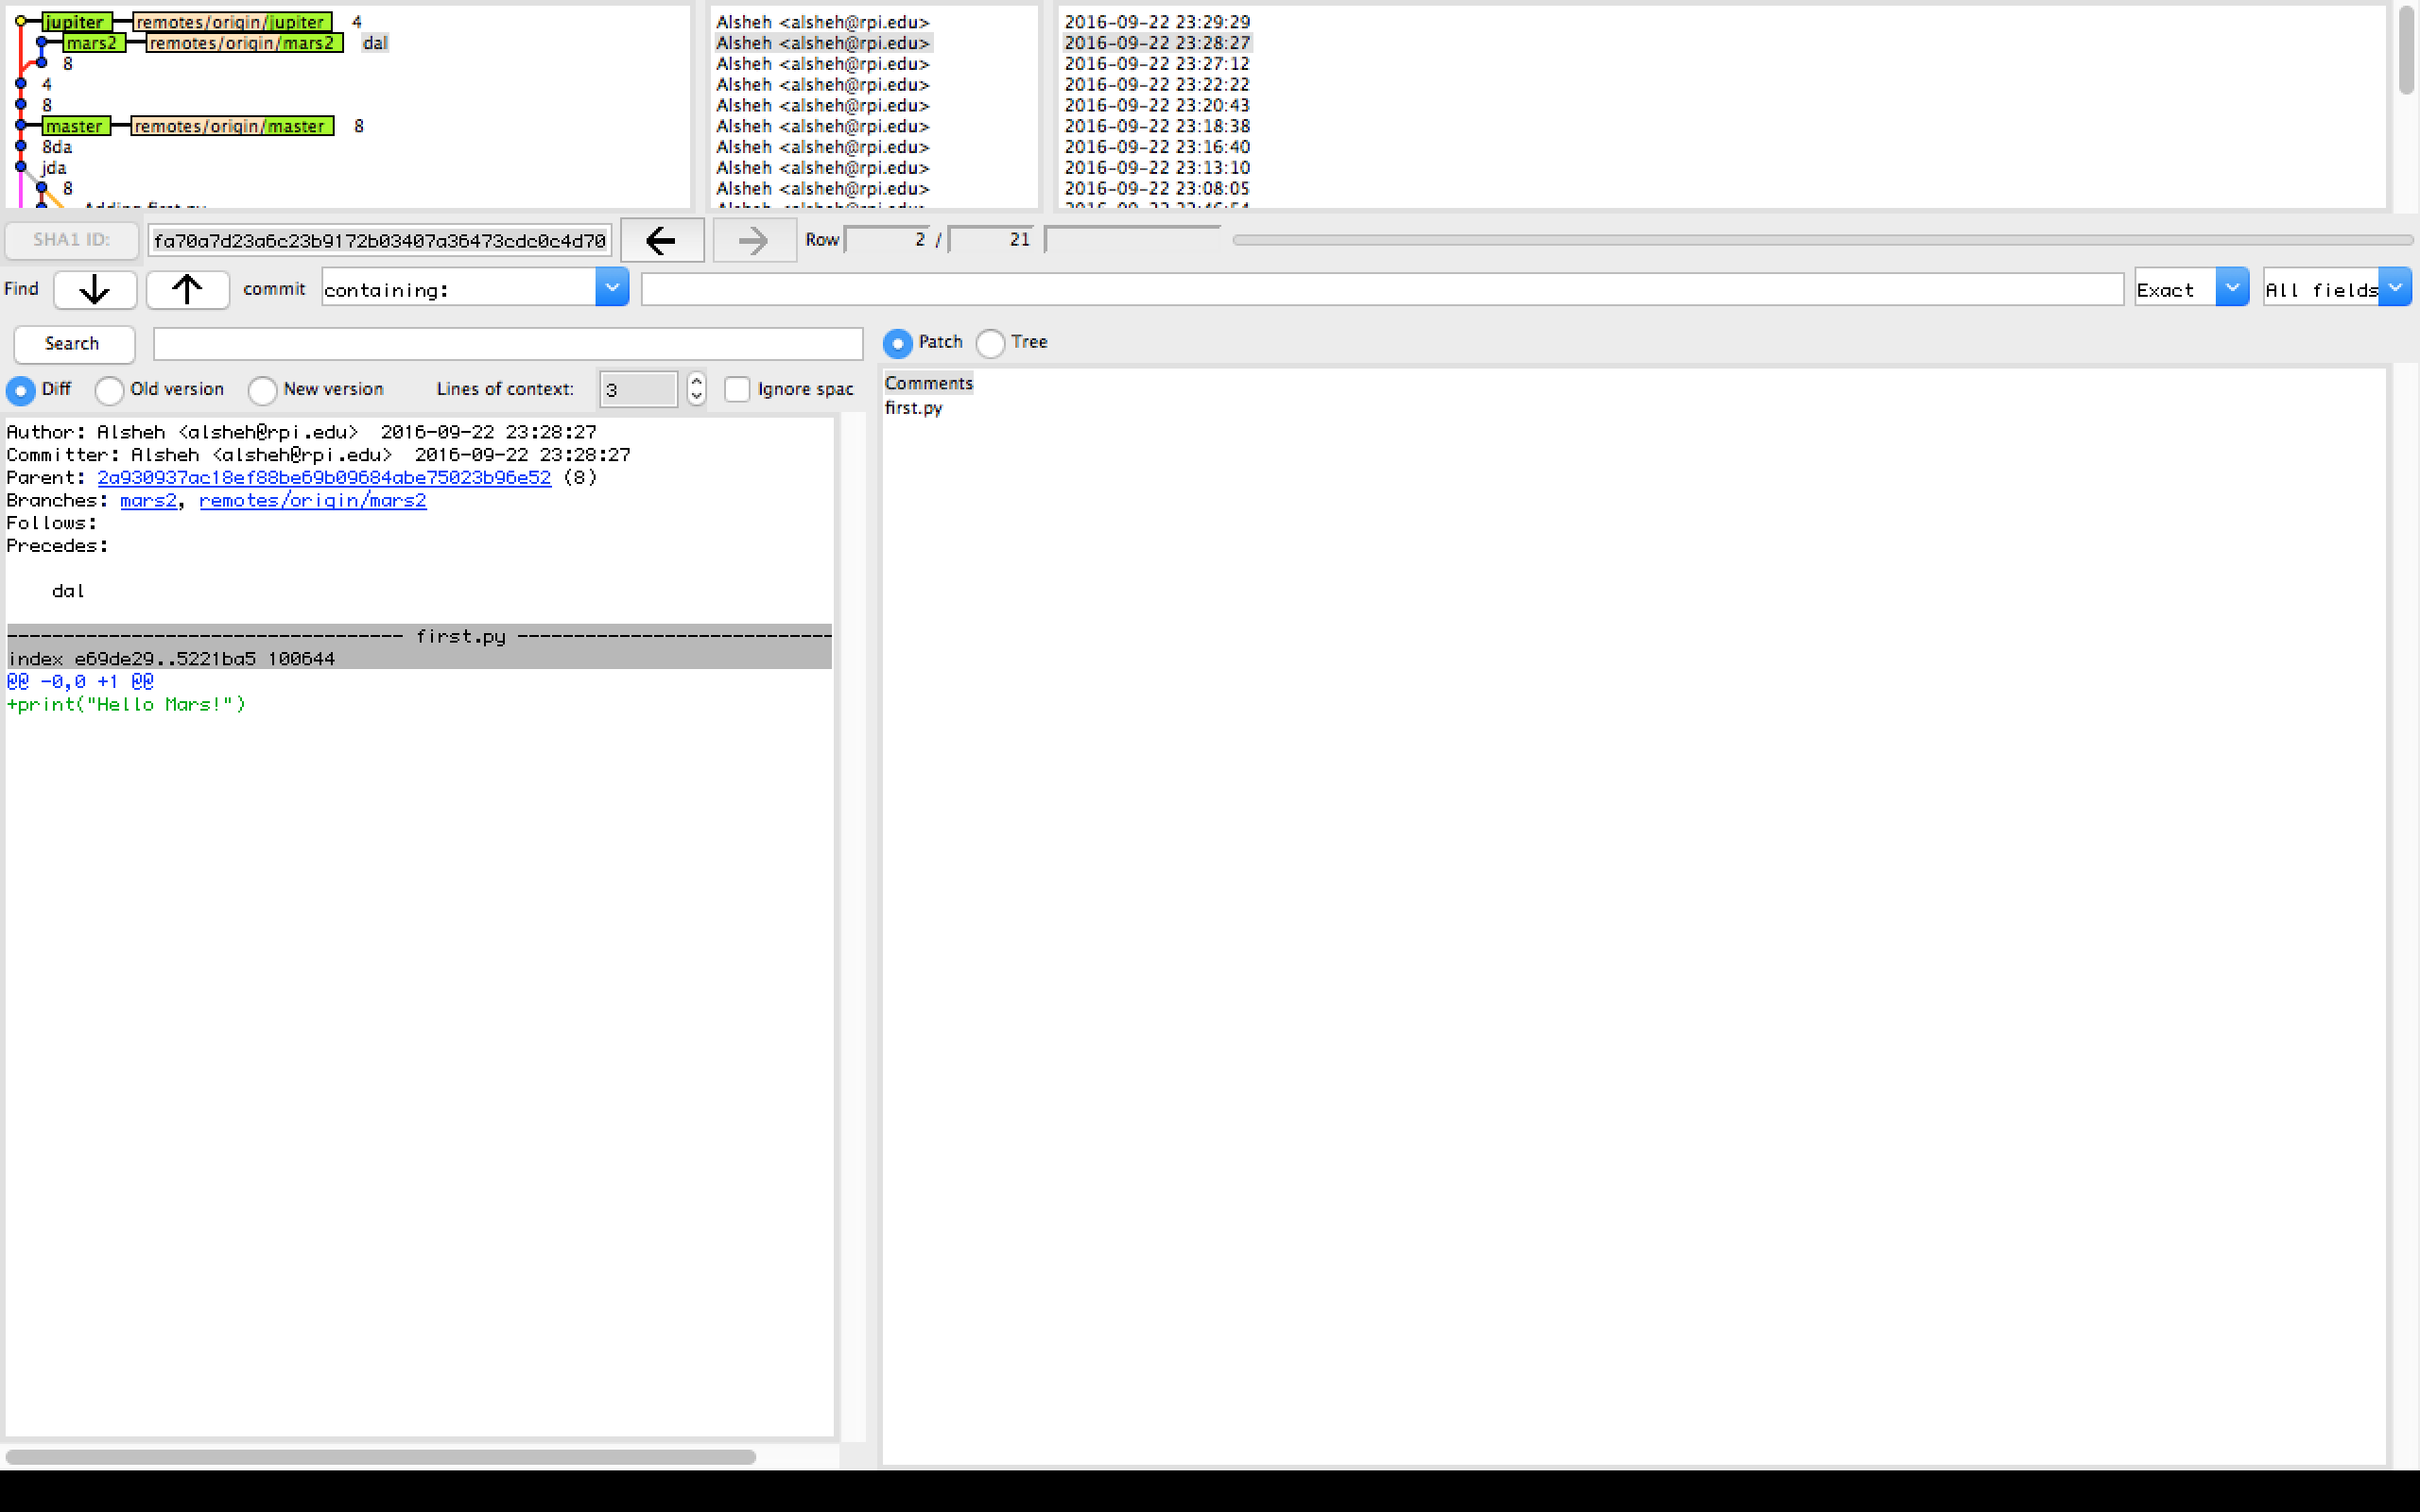 jupiter remotes/origin/jupiter 4 Alsheh <alsheh@rpi.edu> 2016-09-22 23:29:29
mars2 remotes/origin/mars2 dal Alsheh <alsheh@rpi.edu> 2016-09-22 23:28:27
8 Alsheh <alsheh@rpi.edu> 2016-09-22 23:27:12
4 Alsheh <alsheh@rpi.edu> 2016-09-22 23:22:22
8 Alsheh <alsheh@rpi.edu> 2016-09-22 23:20:43
master remotes/origin/master 8 Alsheh <alsheh@rpi.edu> 2016-09-22 23:18:38
8da Alsheh <alsheh@rpi.edu> 2016-09-22 23:16:40
jda Alsheh <alsheh@rpi.edu> 2016-09-22 23:13:10
8 Alsheh <alsheh@rpi.edu> 2016-09-22 23:08:05
Adding first.py
SHA1 ID: fa70a7d23a6c23b9172b03407a36473cdc0c4d70 Row 2 / 21
Find commit containing: Exact All fields
Search Patch Tree
Diff Old version New version Lines of context: 3 Ignore spac
Comments
first.py
Author: Alsheh <alsheh@rpi.edu>  2016-09-22 23:28:27
Committer: Alsheh <alsheh@rpi.edu>  2016-09-22 23:28:27
Parent: 2a930937ac18ef88be69b09684abe75023b96e52 (8)
Branches: mars2, remotes/origin/mars2
Follows:
Precedes:
dal
----------------------------------- first.py ----------------------------
index e69de29..5221ba5 100644
@@ -0,0 +1 @@
+print("Hello Mars!")